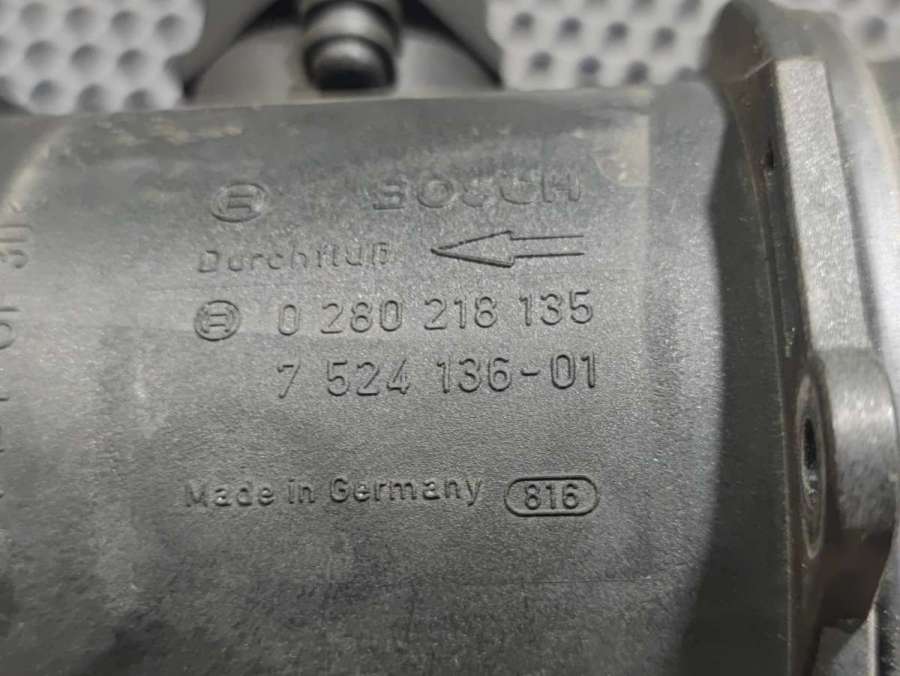 BOSCH
Durchfluß
0 280 218 135
7 524 136-01
Made in Germany 816